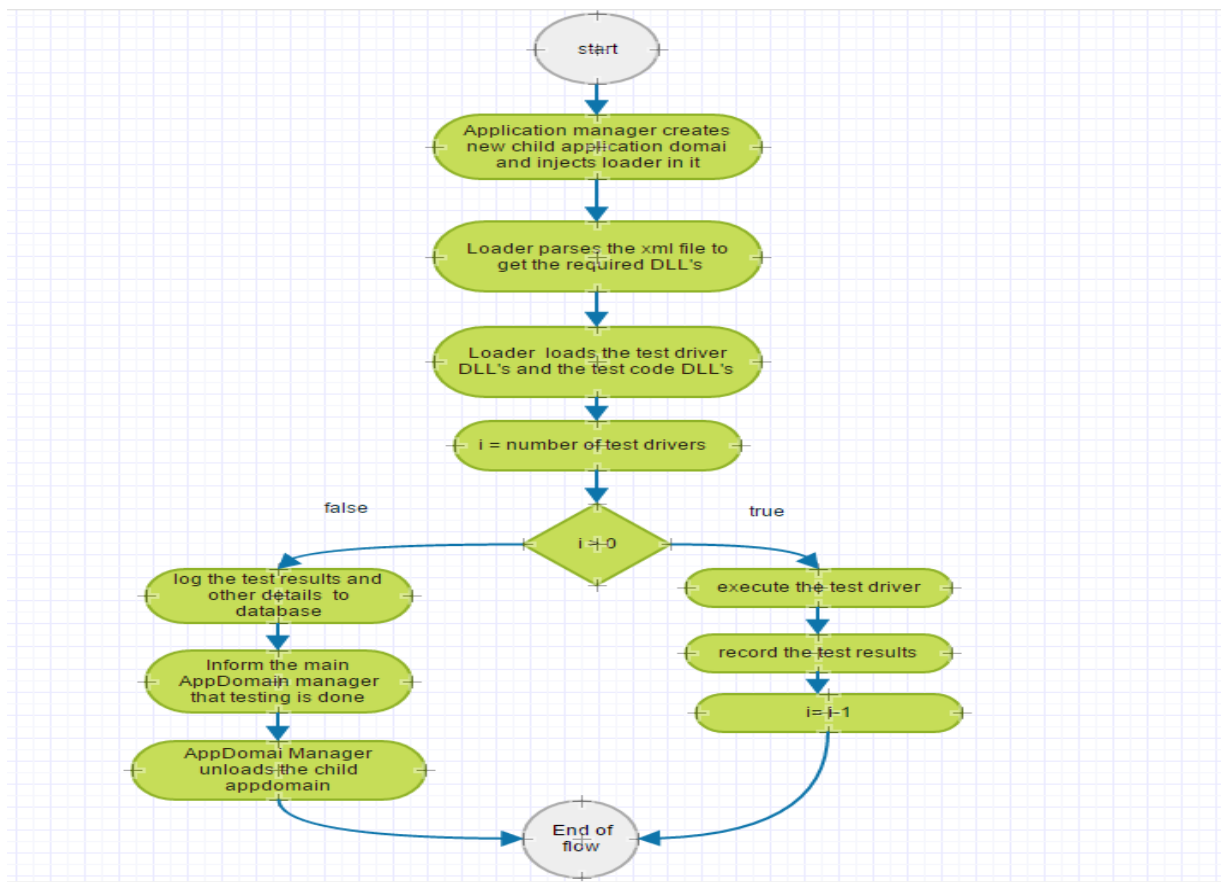 start
Application manager creates
new child application domai
and injects loader in it
Loader parses the xml file to
get the required DLL's
Loader loads the test driver
DLL's and the test code DLL's
i = number of test drivers
false
true
i > 0
log the test results and
other details to
database
Inform the main
AppDomain manager
that testing is done
AppDomai Manager
unloads the child
appdomain
execute the test driver
record the test results
i= i-1
End of
flow